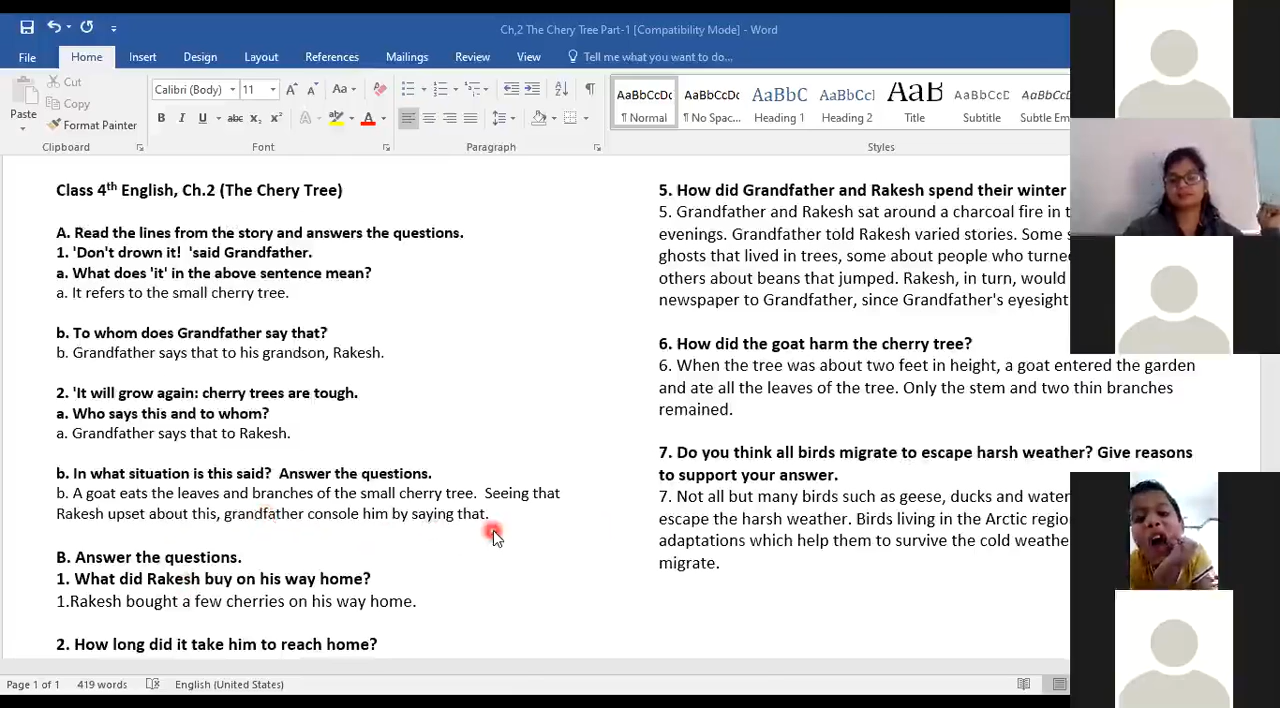 Ch,2 The Chery Tree Part-1 [Compatibility Mode] - Word
File Home Insert Design Layout References Mailings Review View Tell me what you want to do...
Cut
Copy
Paste
Format Painter
Clipboard
Calibri (Body) 11
Font
Paragraph
AaBbCcDc AaBbCcDc AaBbC AaBbCcI AaB AaBbCcD AaBbCcD
¶ Normal ¶ No Spac... Heading 1 Heading 2 Title Subtitle Subtle Em
Styles
Class 4th English, Ch.2 (The Chery Tree)
A. Read the lines from the story and answers the questions.
1. 'Don't drown it! 'said Grandfather.
a. What does 'it' in the above sentence mean?
a. It refers to the small cherry tree.
b. To whom does Grandfather say that?
b. Grandfather says that to his grandson, Rakesh.
2. 'It will grow again: cherry trees are tough.
a. Who says this and to whom?
a. Grandfather says that to Rakesh.
b. In what situation is this said? Answer the questions.
b. A goat eats the leaves and branches of the small cherry tree. Seeing that
Rakesh upset about this, grandfather console him by saying that.
B. Answer the questions.
1. What did Rakesh buy on his way home?
1.Rakesh bought a few cherries on his way home.
2. How long did it take him to reach home?
5. How did Grandfather and Rakesh spend their winter
5. Grandfather and Rakesh sat around a charcoal fire in
evenings. Grandfather told Rakesh varied stories. Some
ghosts that lived in trees, some about people who turned
others about beans that jumped. Rakesh, in turn, would
newspaper to Grandfather, since Grandfather's eyesight
6. How did the goat harm the cherry tree?
6. When the tree was about two feet in height, a goat entered the garden
and ate all the leaves of the tree. Only the stem and two thin branches
remained.
7. Do you think all birds migrate to escape harsh weather? Give reasons
to support your answer.
7. Not all but many birds such as geese, ducks and water
escape the harsh weather. Birds living in the Arctic
adaptations which help them to survive the cold
migrate.
Page 1 of 1 419 words English (United States)